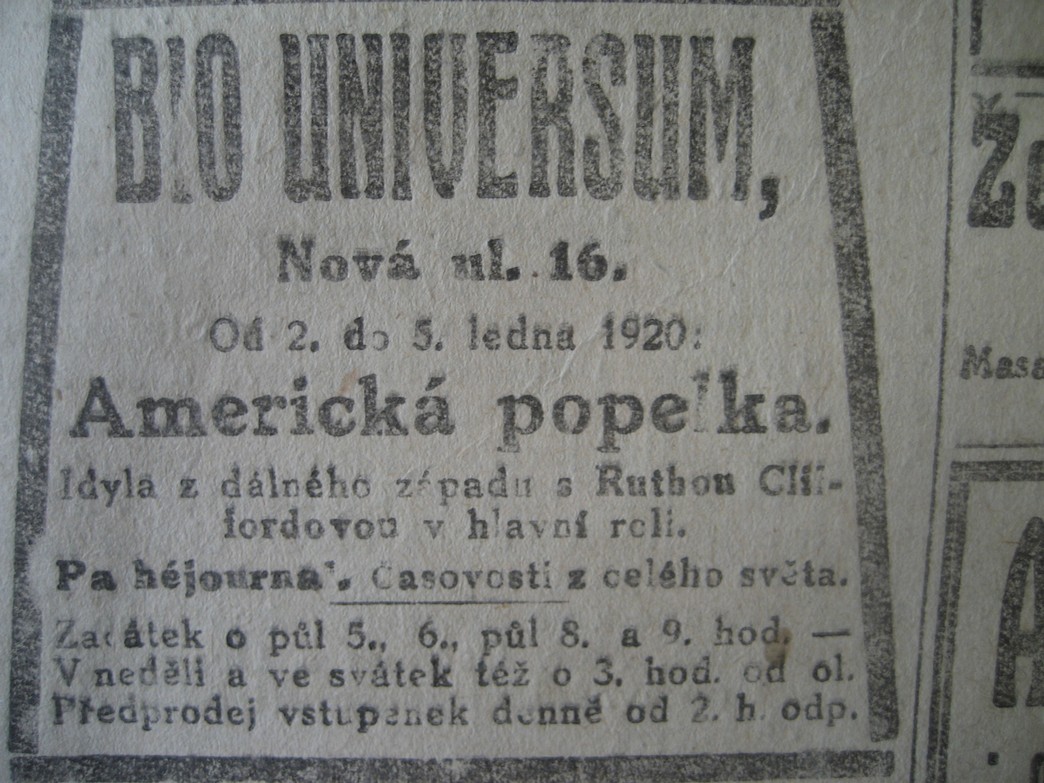 BIO UNIVERSUM,
Nová ul. 16.
Od 2. do 5. ledna 1920:
Americká popelka.
Idyla z dálného západu s Ruthou Clif-
fordovou v hlavní roli.
Pathéjournal. Časovosti z celého světa.
Začátek o půl 5., 6., půl 8. a 9. hod. —
V neděli a ve svátek též o 3. hod. od ol.
Předprodej vstupenek denně od 2. h. odp.
Masa